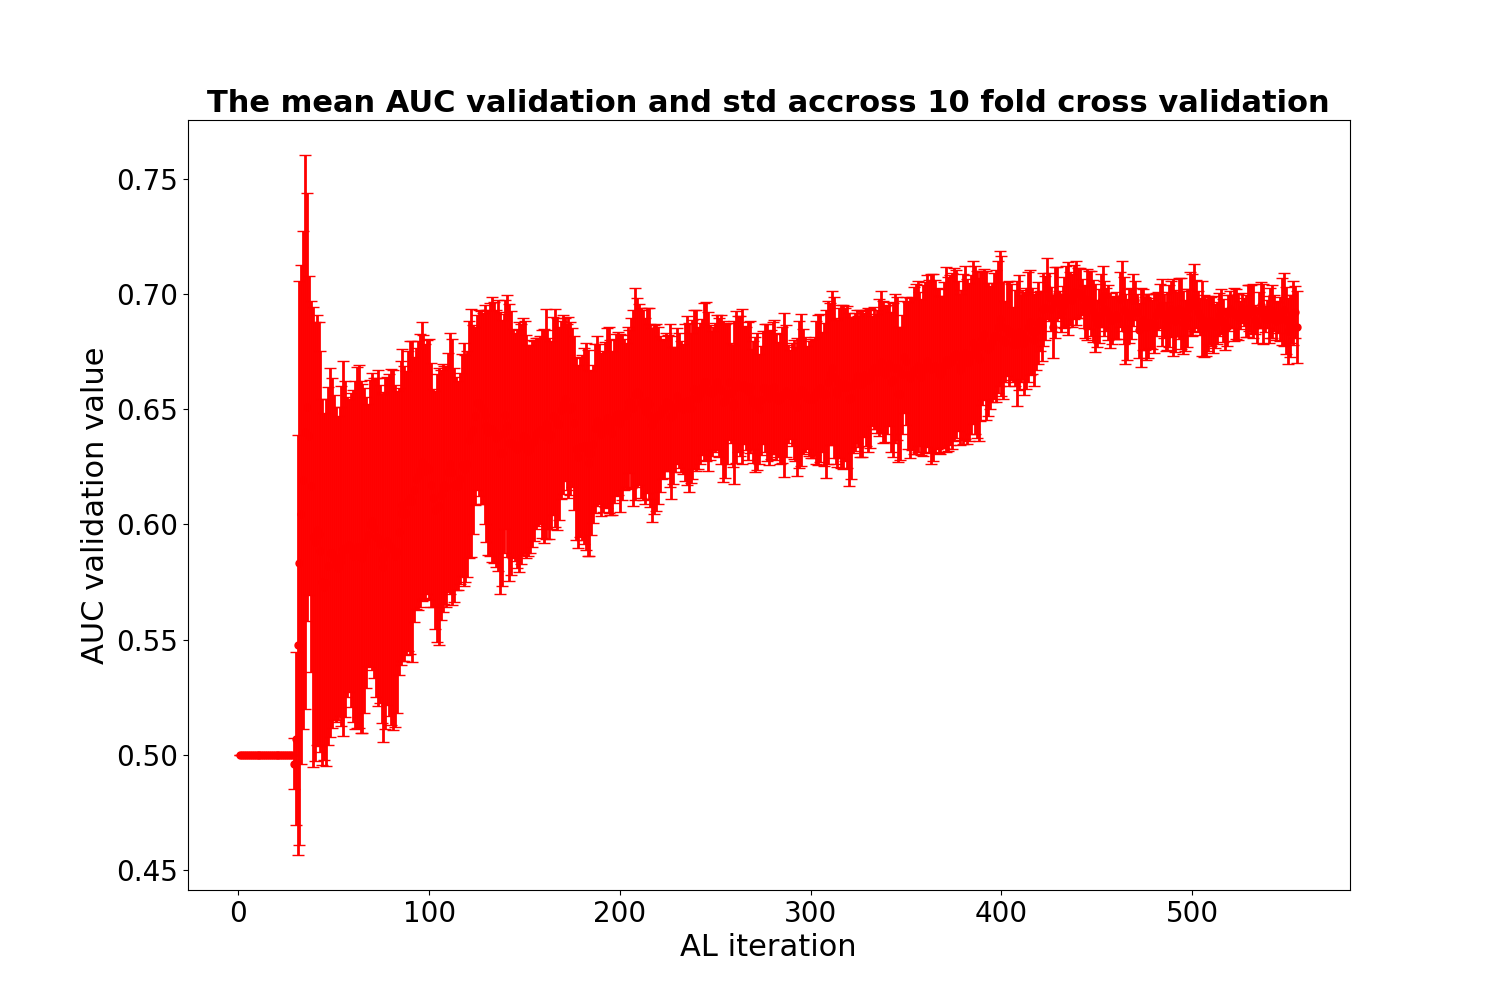 The mean AUC validation and std accross 10 fold cross validation
0.75
0.70
0.65
0.60
0.55
0.50
0.45
AUC validation value
0 100 200 300 400 500
AL iteration